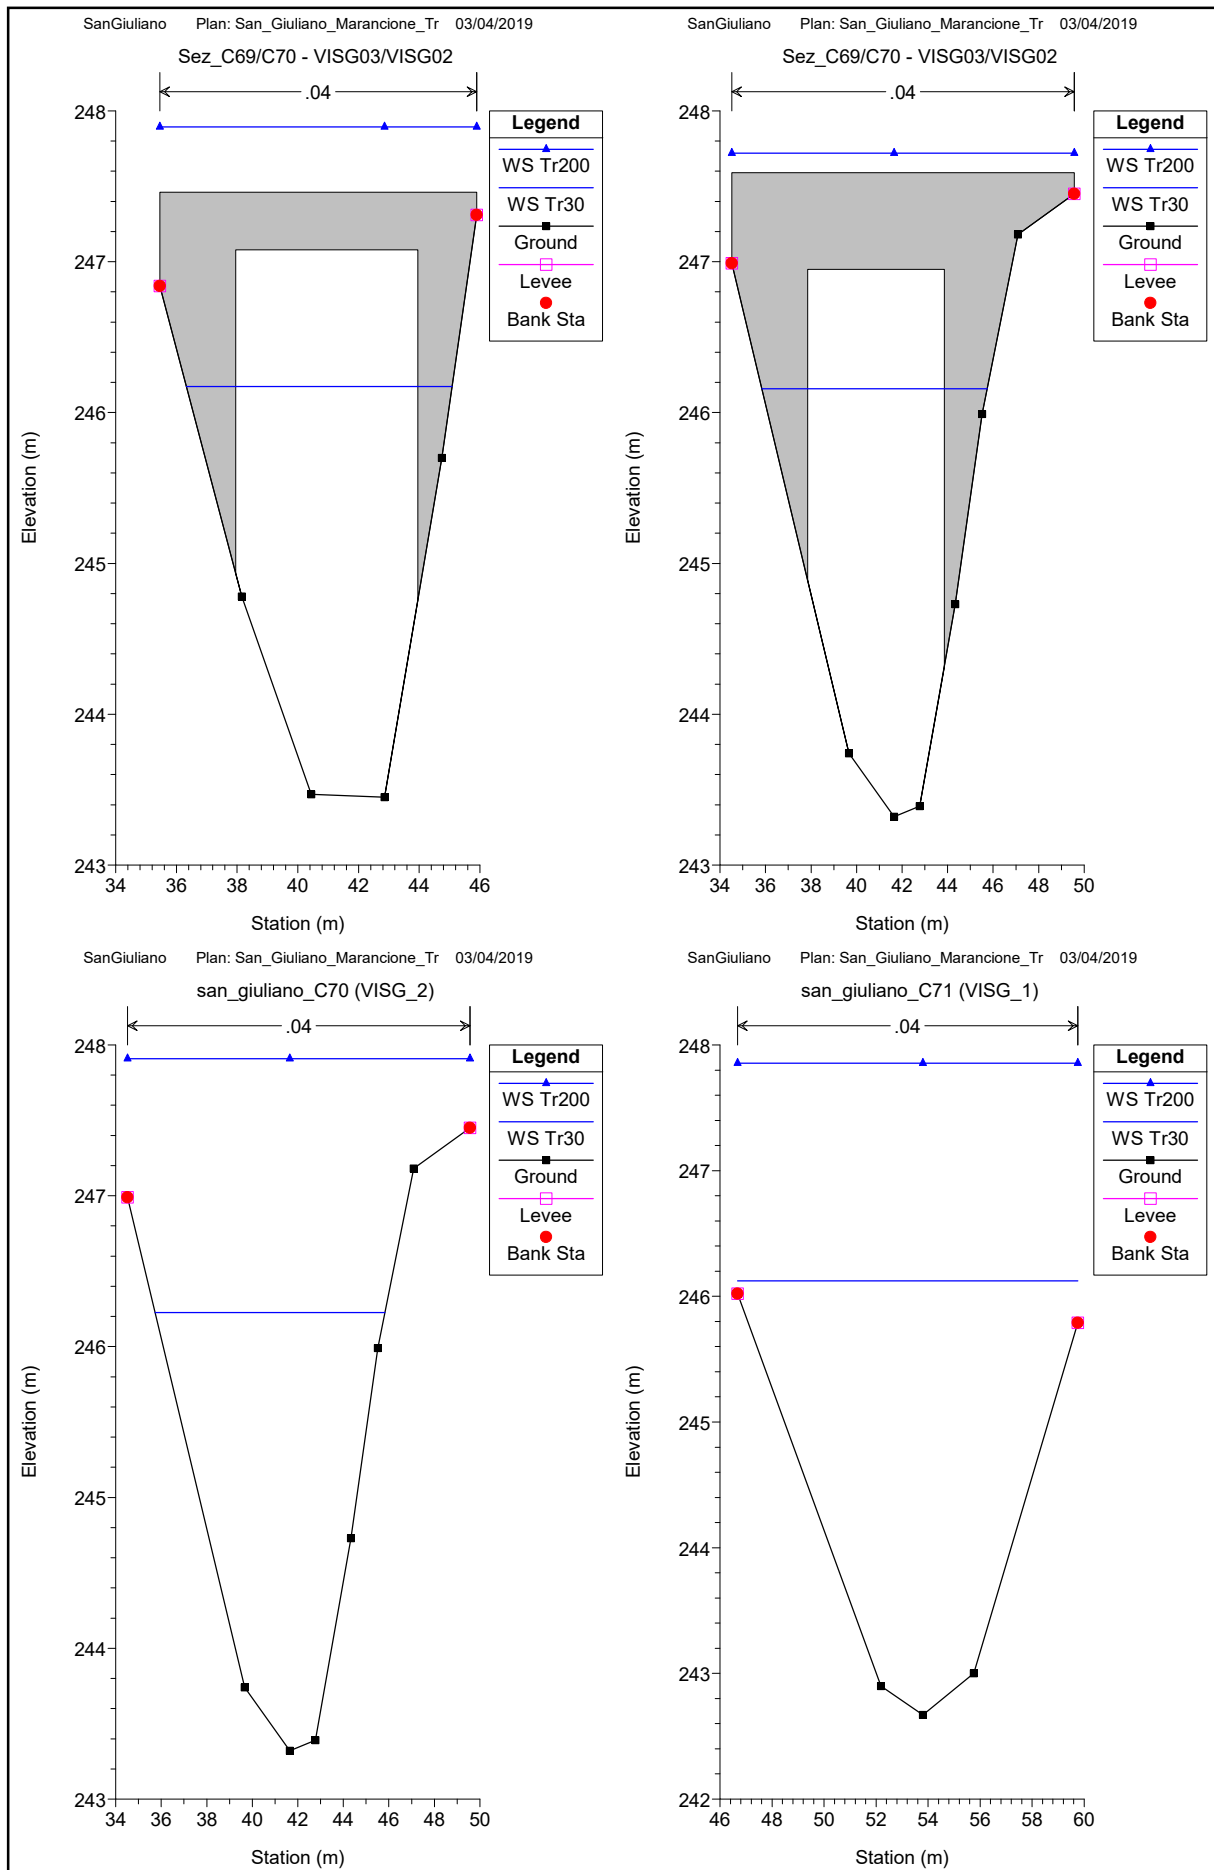 SanGiuliano Plan: San_Giuliano_Marancione_Tr 03/04/2019
Sez_C69/C70 - VISG03/VISG02
.04
248
247
246
245
244
243
Elevation (m)
34 36 38 40 42 44 46
Station (m)
Legend
WS Tr200
WS Tr30
Ground
Levee
Bank Sta
SanGiuliano Plan: San_Giuliano_Marancione_Tr 03/04/2019
Sez_C69/C70 - VISG03/VISG02
.04
248
247
246
245
244
243
Elevation (m)
34 36 38 40 42 44 46 48 50
Station (m)
Legend
WS Tr200
WS Tr30
Ground
Levee
Bank Sta
SanGiuliano Plan: San_Giuliano_Marancione_Tr 03/04/2019
san_giuliano_C70 (VISG_2)
.04
248
247
246
245
244
243
Elevation (m)
34 36 38 40 42 44 46 48 50
Station (m)
Legend
WS Tr200
WS Tr30
Ground
Levee
Bank Sta
SanGiuliano Plan: San_Giuliano_Marancione_Tr 03/04/2019
san_giuliano_C71 (VISG_1)
.04
248
247
246
245
244
243
242
Elevation (m)
46 48 50 52 54 56 58 60
Station (m)
Legend
WS Tr200
WS Tr30
Ground
Levee
Bank Sta